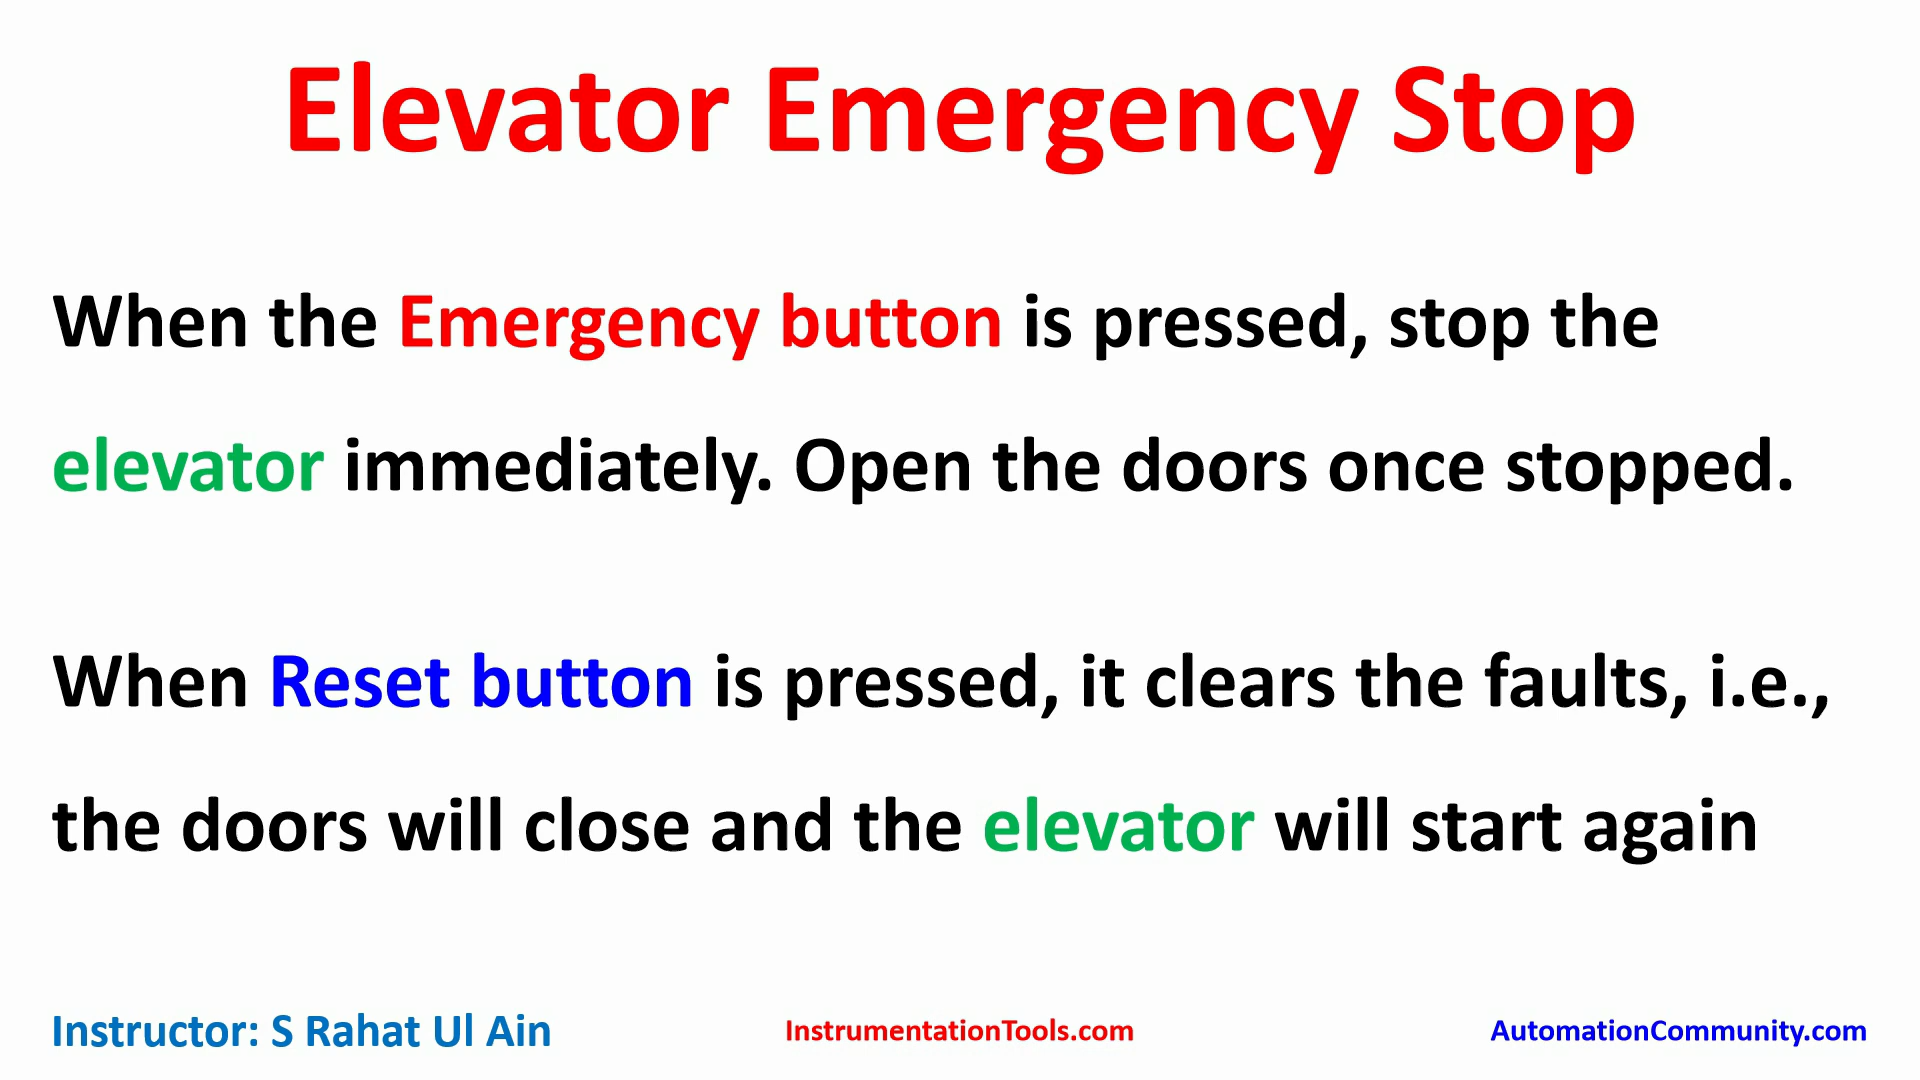 Elevator Emergency Stop
When the Emergency button is pressed, stop the
elevator immediately. Open the doors once stopped.
When Reset button is pressed, it clears the faults, i.e.,
the doors will close and the elevator will start again
Instructor: S Rahat Ul Ain
InstrumentationTools.com
AutomationCommunity.com